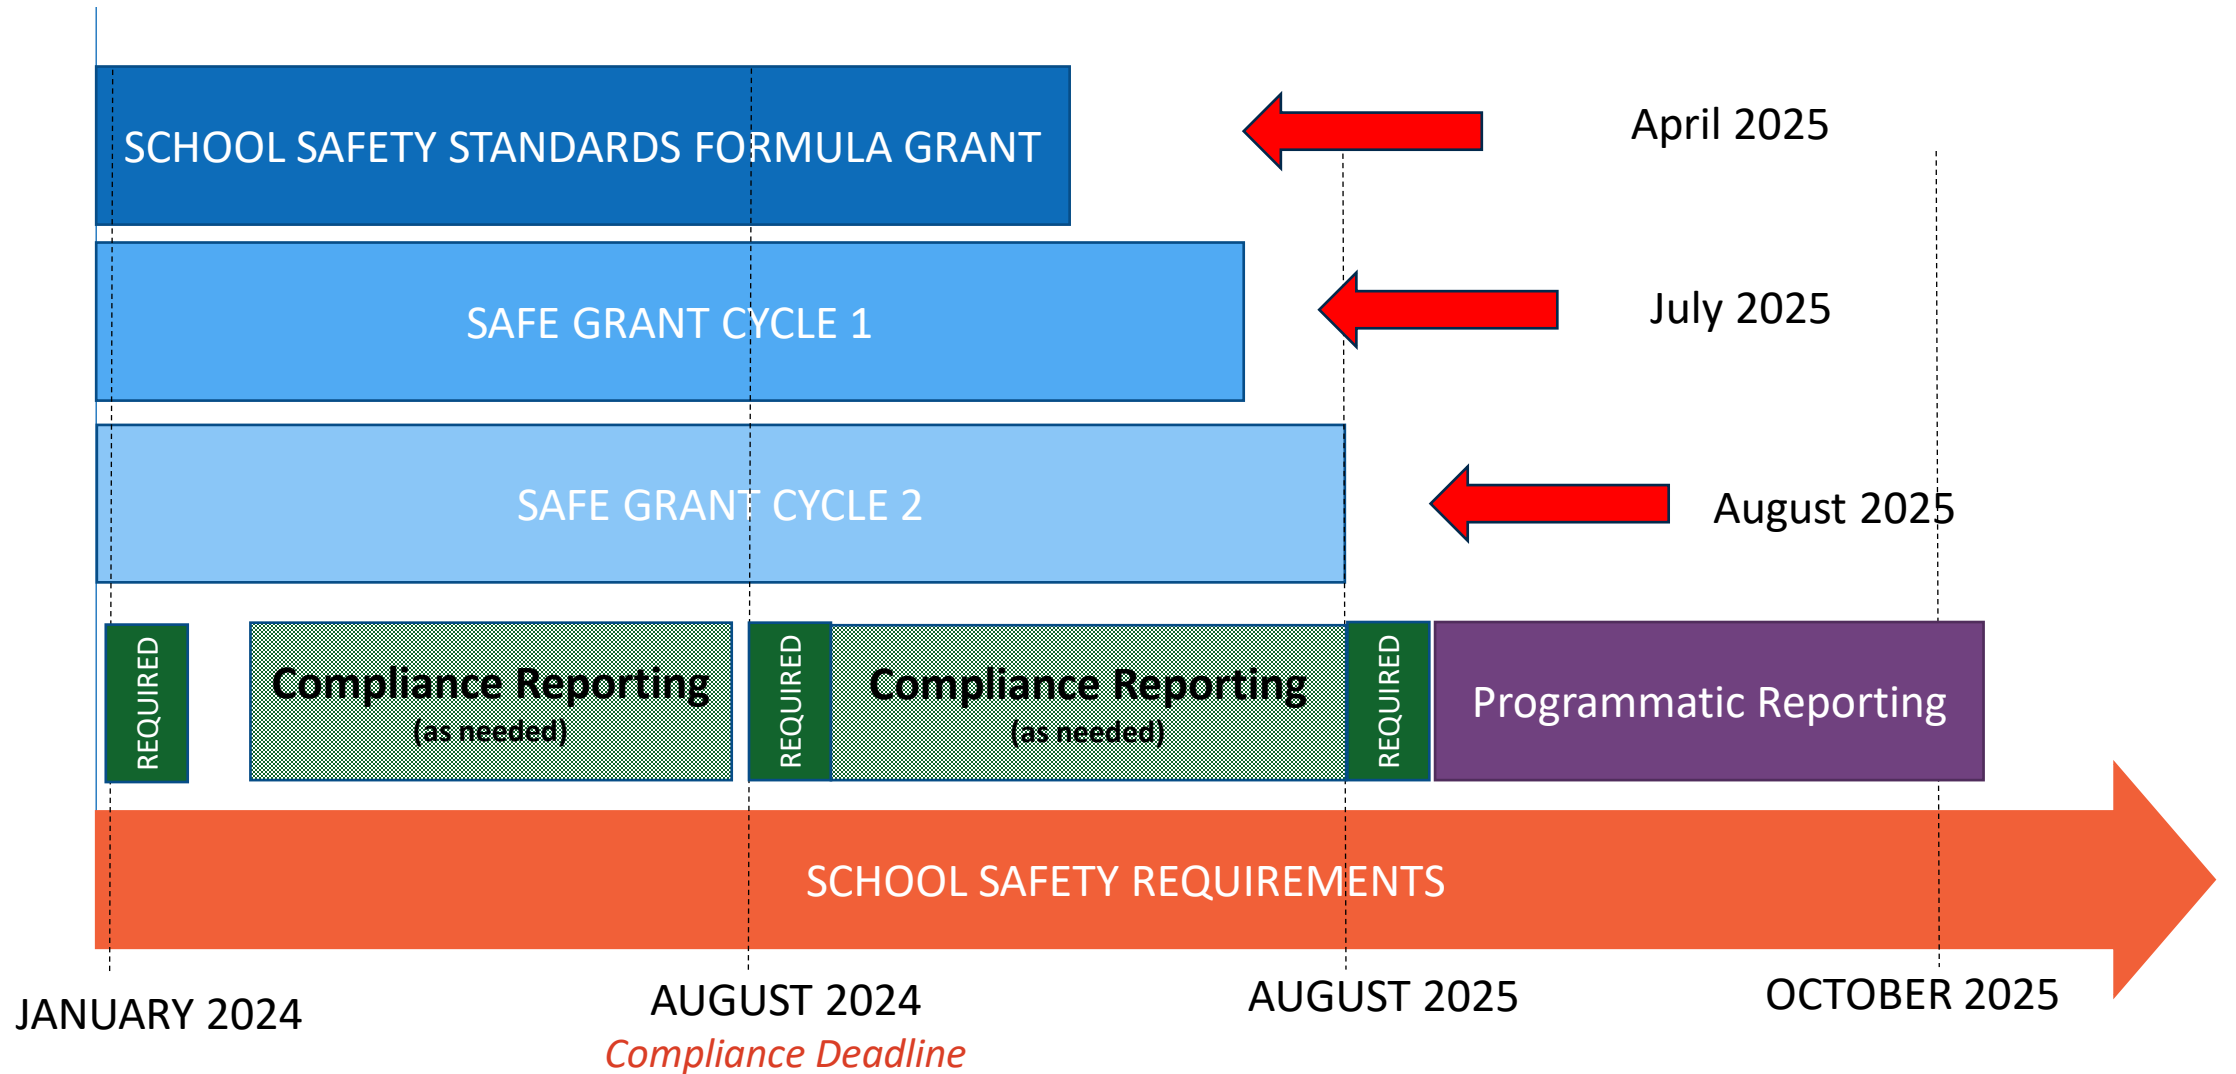 SCHOOL SAFETY STANDARDS FORMULA GRANT
April 2025
SAFE GRANT CYCLE 1
July 2025
SAFE GRANT CYCLE 2
August 2025
REQUIRED
Compliance Reporting
(as needed)
REQUIRED
Compliance Reporting
(as needed)
REQUIRED
Programmatic Reporting
SCHOOL SAFETY REQUIREMENTS
JANUARY 2024
AUGUST 2024
Compliance Deadline
AUGUST 2025
OCTOBER 2025